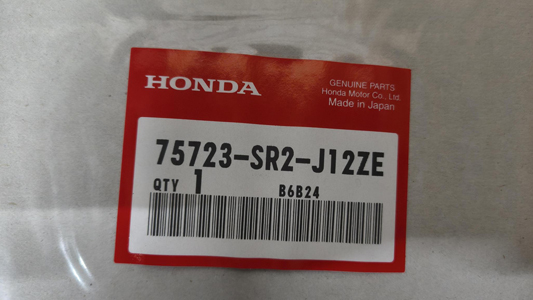 HONDA
GENUINE PARTS
Honda Motor Co., Ltd.
Made in Japan
75723-SR2-J12ZE
QTY 1 B6B24